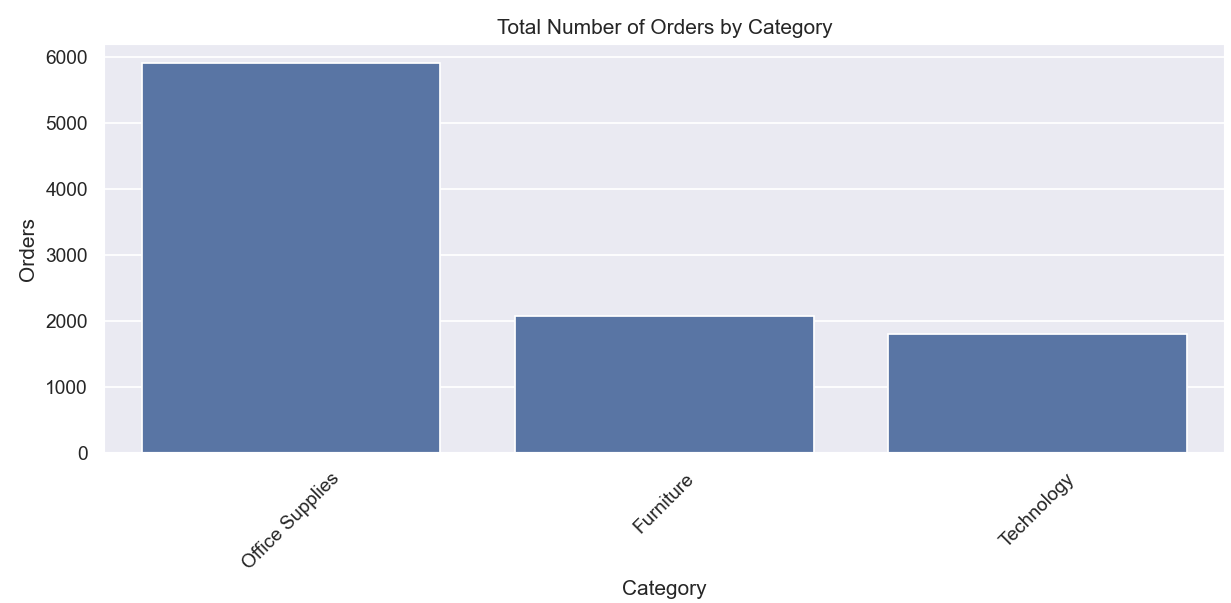 Total Number of Orders by Category
6000
5000
4000
3000
2000
1000
0
Orders
Office Supplies
Furniture
Technology
Category